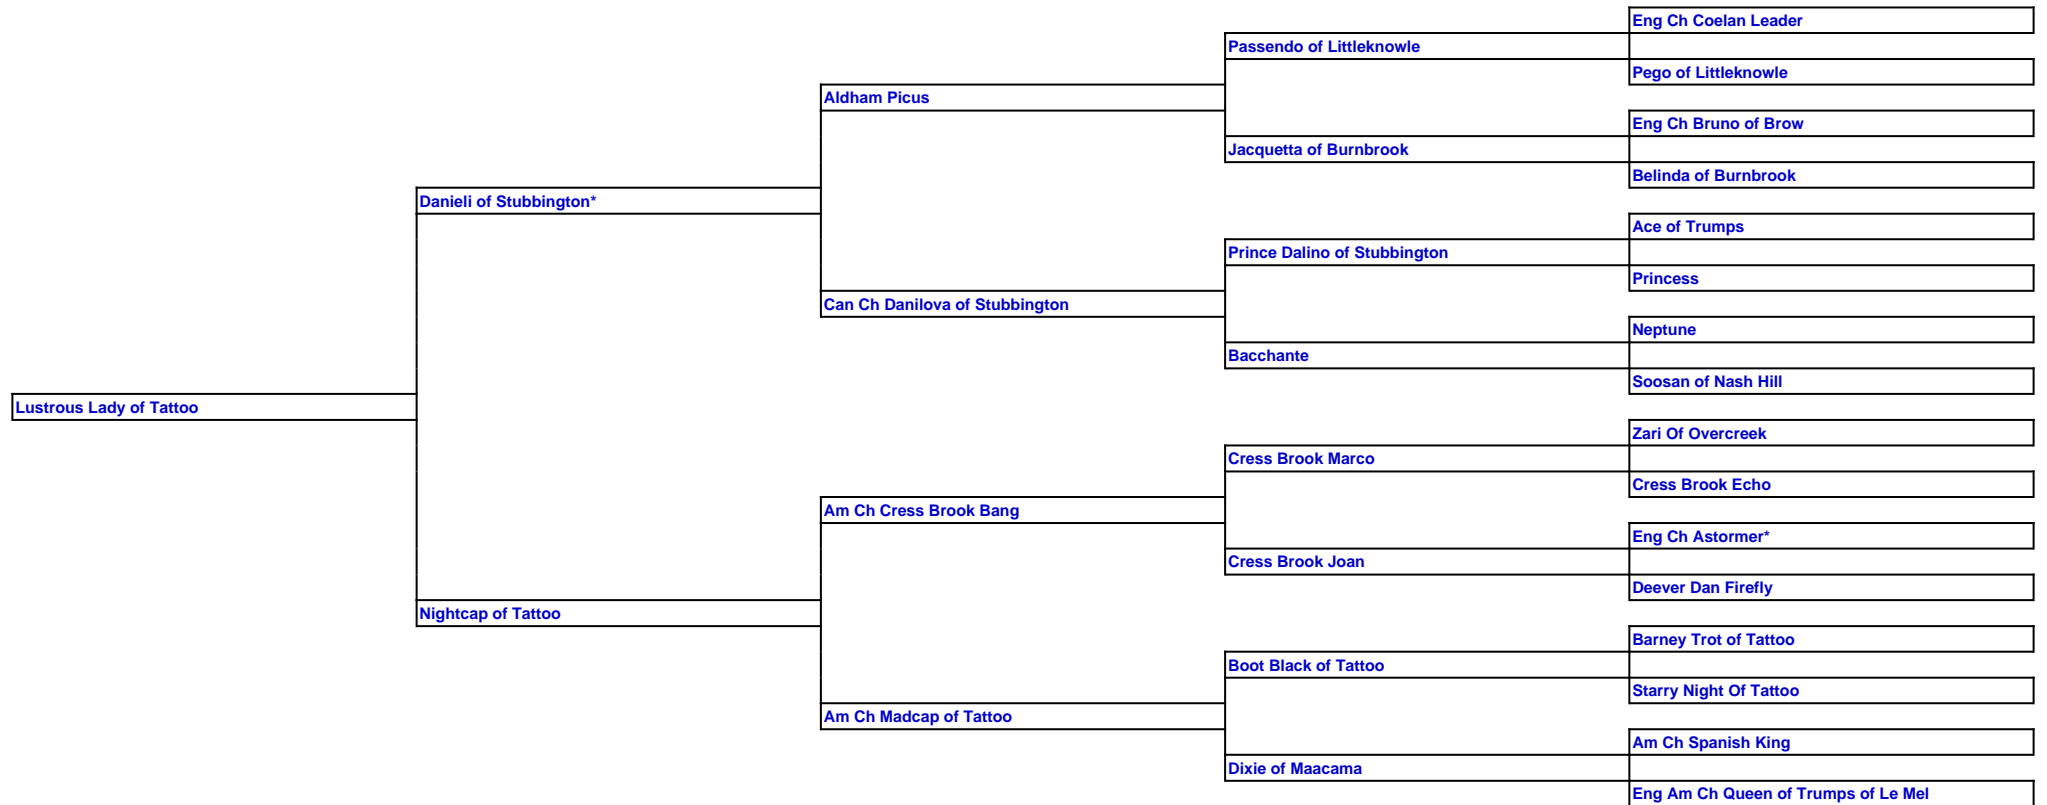 Eng Ch Coelan Leader
Passendo of Littleknowle
Pego of Littleknowle
Aldham Picus
Eng Ch Bruno of Brow
Jacquetta of Burnbrook
Belinda of Burnbrook
Danieli of Stubbington*
Ace of Trumps
Prince Dalino of Stubbington
Princess
Can Ch Danilova of Stubbington
Neptune
Bacchante
Soosan of Nash Hill
Lustrous Lady of Tattoo
Zari Of Overcreek
Cress Brook Marco
Cress Brook Echo
Am Ch Cress Brook Bang
Eng Ch Astormer*
Cress Brook Joan
Deever Dan Firefly
Nightcap of Tattoo
Barney Trot of Tattoo
Boot Black of Tattoo
Starry Night Of Tattoo
Am Ch Madcap of Tattoo
Am Ch Spanish King
Dixie of Maacama
Eng Am Ch Queen of Trumps of Le Mel